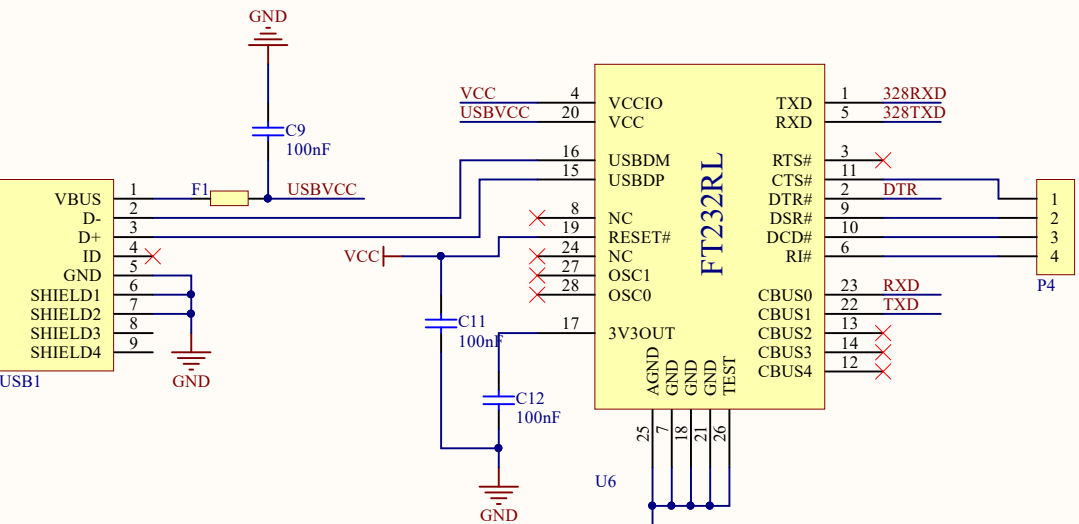 GND
C9
100nF
VBUS 1 F1 USBVCC
D- 2
D+ 3
ID 4
GND 5
SHIELD1 6
SHIELD2 7
SHIELD3 8
SHIELD4 9
USB1
GND
VCC
C11
100nF
C12
100nF
GND
VCC 4 VCCIO
USBVCC 20 VCC
16 USBDM
15 USBDP
8 NC
19 RESET#
24 NC
27 OSC1
28 OSC0
17 3V3OUT
FT232RL
TXD 1 328RXD
RXD 5 328TXD
RTS# 3
CTS# 11
DTR# 2 DTR
DSR# 9
DCD# 10
RI# 6
CBUS0 23 RXD
CBUS1 22 TXD
CBUS2 13
CBUS3 14
CBUS4 12
AGND 25
GND 7
GND 18
GND 21
TEST 26
U6
1
2
3
4
P4